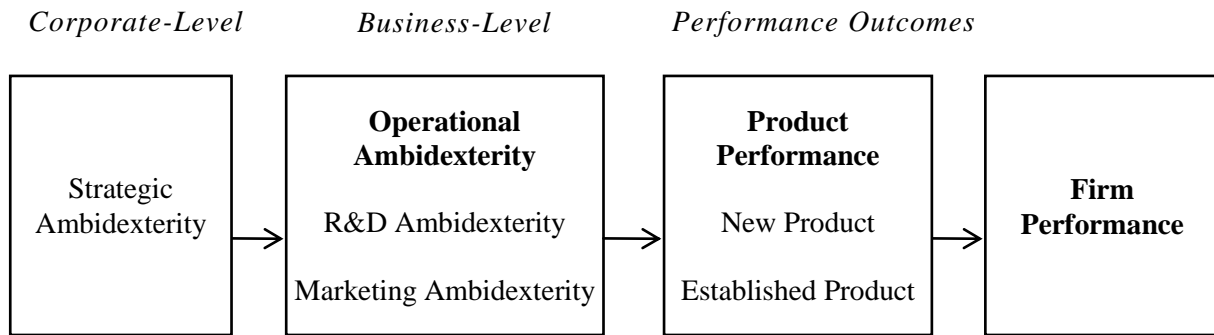 Corporate-Level
Business-Level
Performance Outcomes
Strategic
Ambidexterity
Operational
Ambidexterity
R&D Ambidexterity
Marketing Ambidexterity
Product
Performance
New Product
Established Product
Firm
Performance